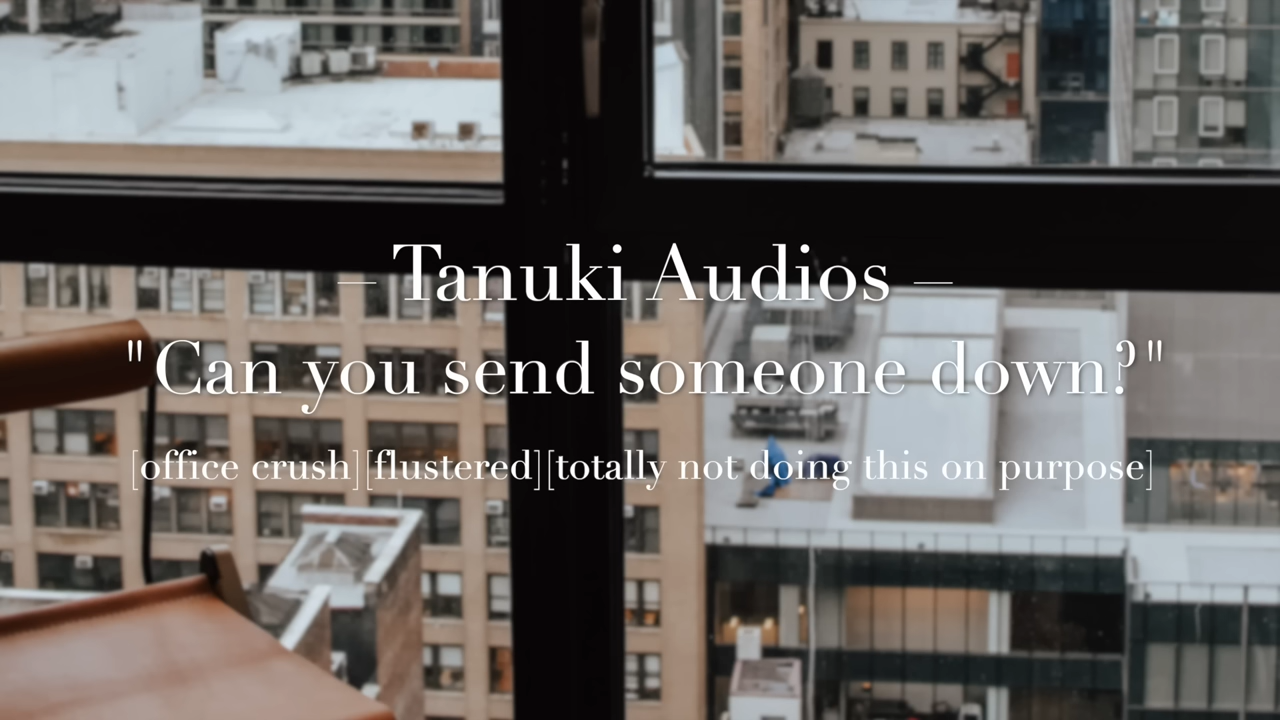 — Tanuki Audios —
"Can you send someone down?"
[office crush][flustered][totally not doing this on purpose]